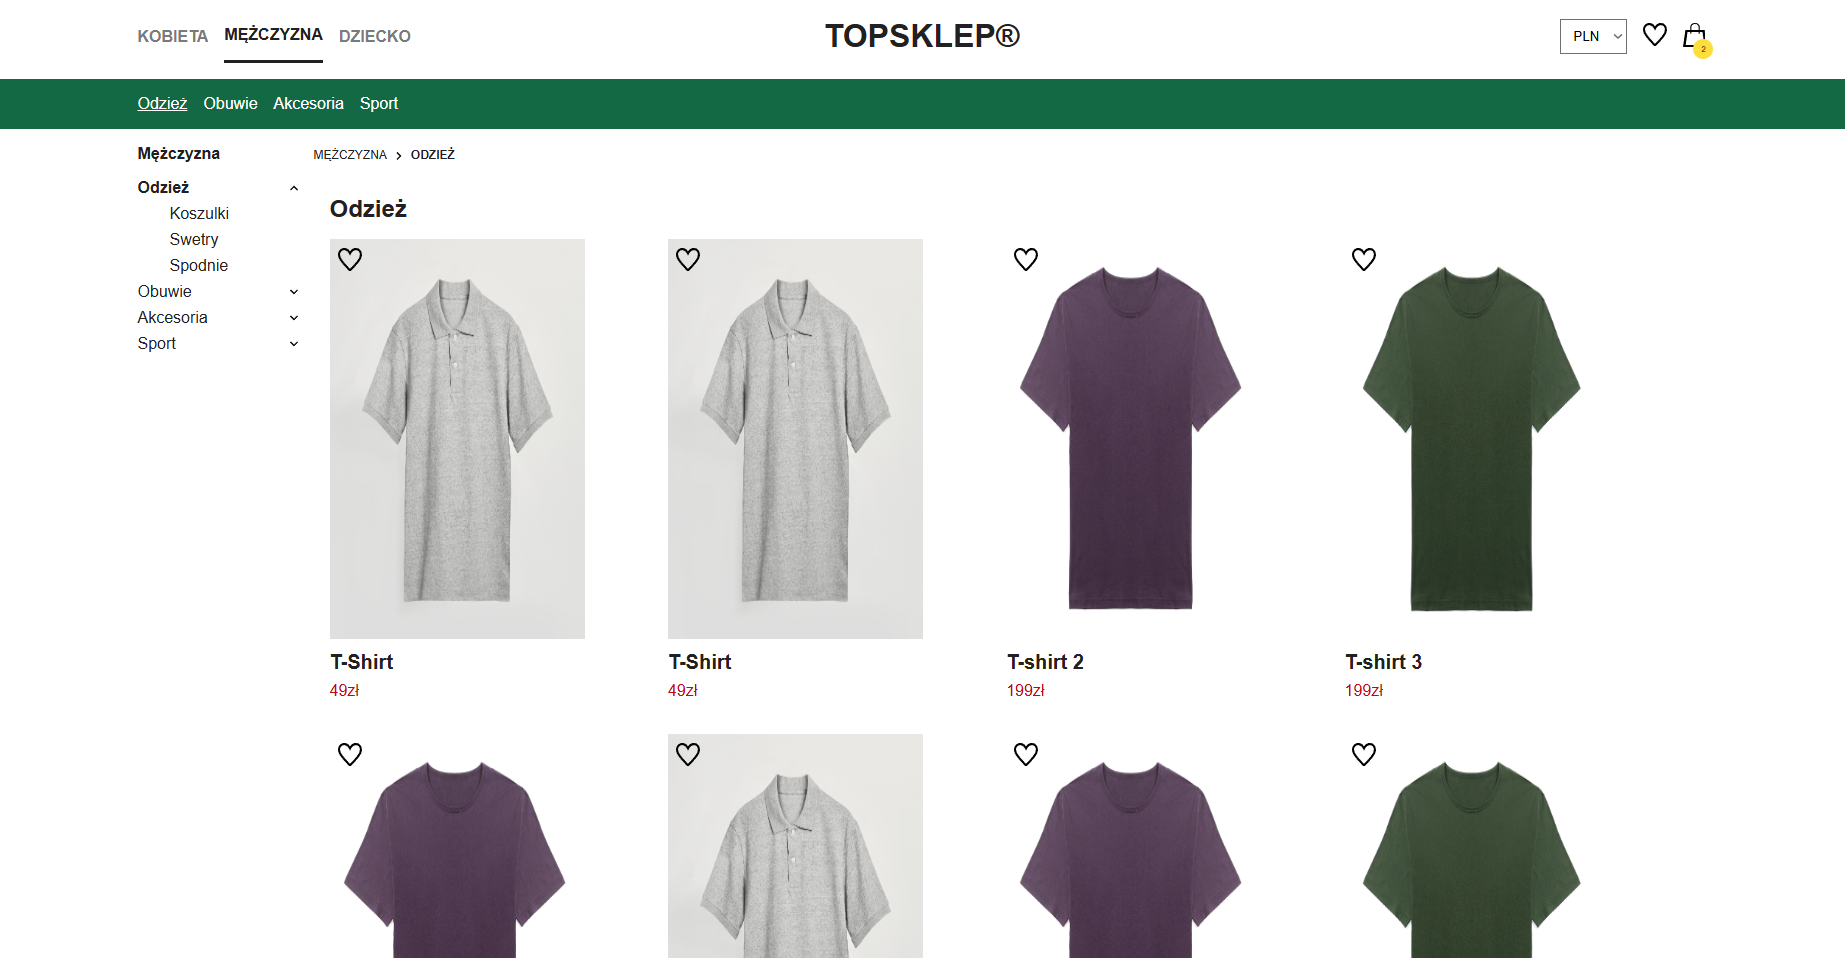 KOBIETA MĘŻCZYZNA DZIECKO
TOPSKLEP®
PLN
2
Odzież Obuwie Akcesoria Sport
Mężczyzna
MĘŻCZYZNA > ODZIEŻ
Odzież
Koszulki
Swetry
Spodnie
Obuwie
Akcesoria
Sport
Odzież
T-Shirt
49zł
T-Shirt
49zł
T-shirt 2
199zł
T-shirt 3
199zł